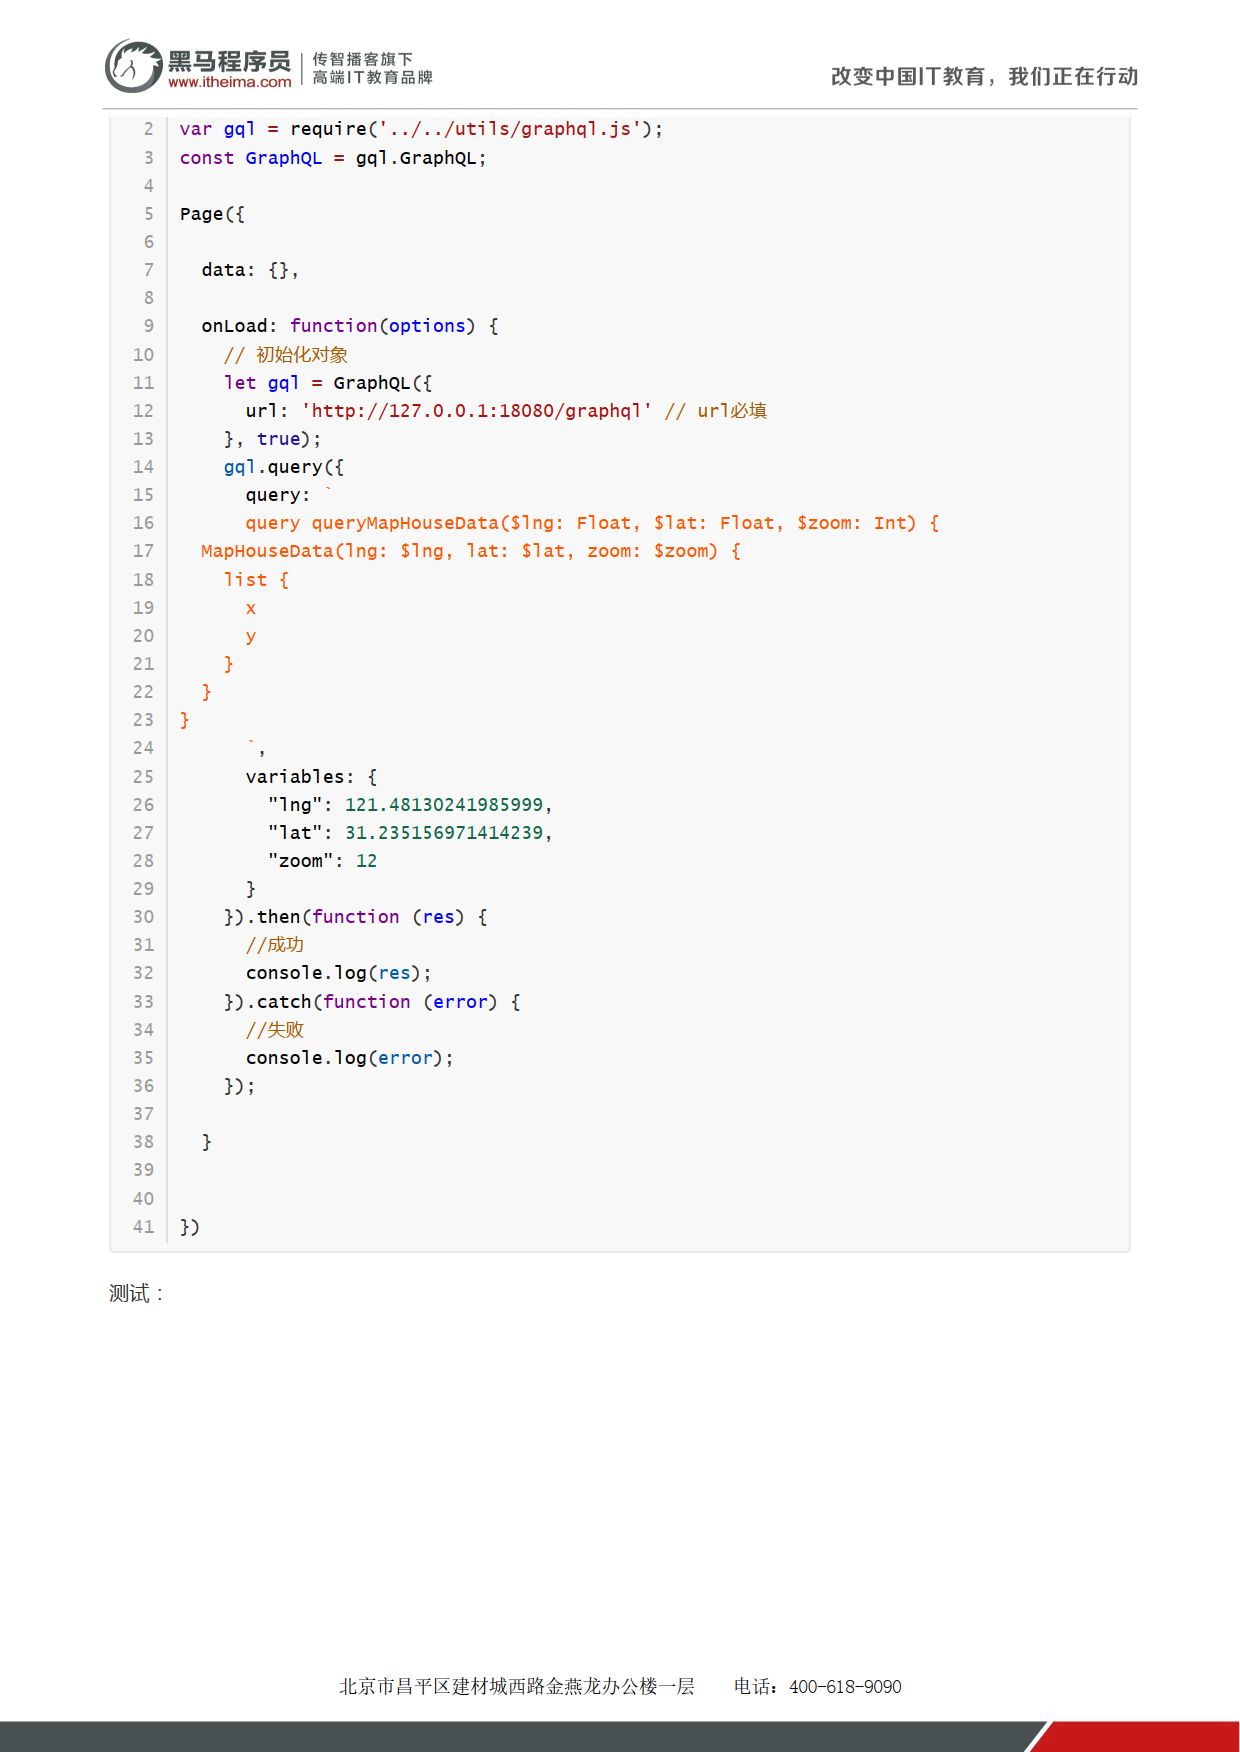 黑马程序员
www.itheima.com
传智播客旗下
高端IT教育品牌
改变中国IT教育，我们正在行动
2 var gql = require('../../utils/graphql.js');
3 const GraphQL = gql.GraphQL;
4
5 Page({
6
7   data: {},
8
9   onLoad: function(options) {
10     // 初始化对象
11     let gql = GraphQL({
12       url: 'http://127.0.0.1:18080/graphql' // url必填
13     }, true);
14     gql.query({
15       query: `
16       query queryMapHouseData($lng: Float, $lat: Float, $zoom: Int) {
17   MapHouseData(lng: $lng, lat: $lat, zoom: $zoom) {
18     list {
19       x
20       y
21     }
22   }
23 }
24       `,
25       variables: {
26         "lng": 121.48130241985999,
27         "lat": 31.235156971414239,
28         "zoom": 12
29       }
30     }).then(function (res) {
31       //成功
32       console.log(res);
33     }).catch(function (error) {
34       //失败
35       console.log(error);
36     });
37
38   }
39
40
41 })
测试：
北京市昌平区建材城西路金燕龙办公楼一层 电话：400-618-9090